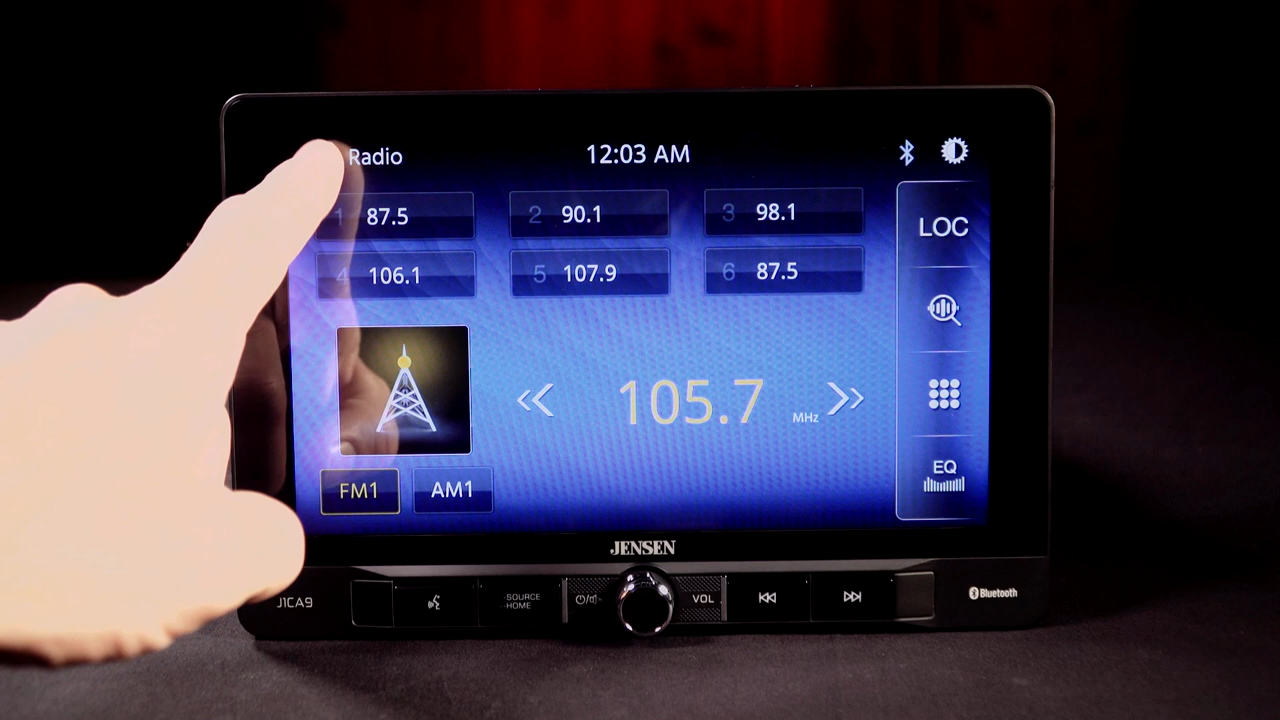 Radio 12:03 AM
1 87.5 2 90.1 3 98.1
LOC
4 106.1 5 107.9 6 87.5
105.7 MHz
EQ
FM1 AM1
JENSEN
J1CA9 SOURCE VOL Bluetooth
HOME